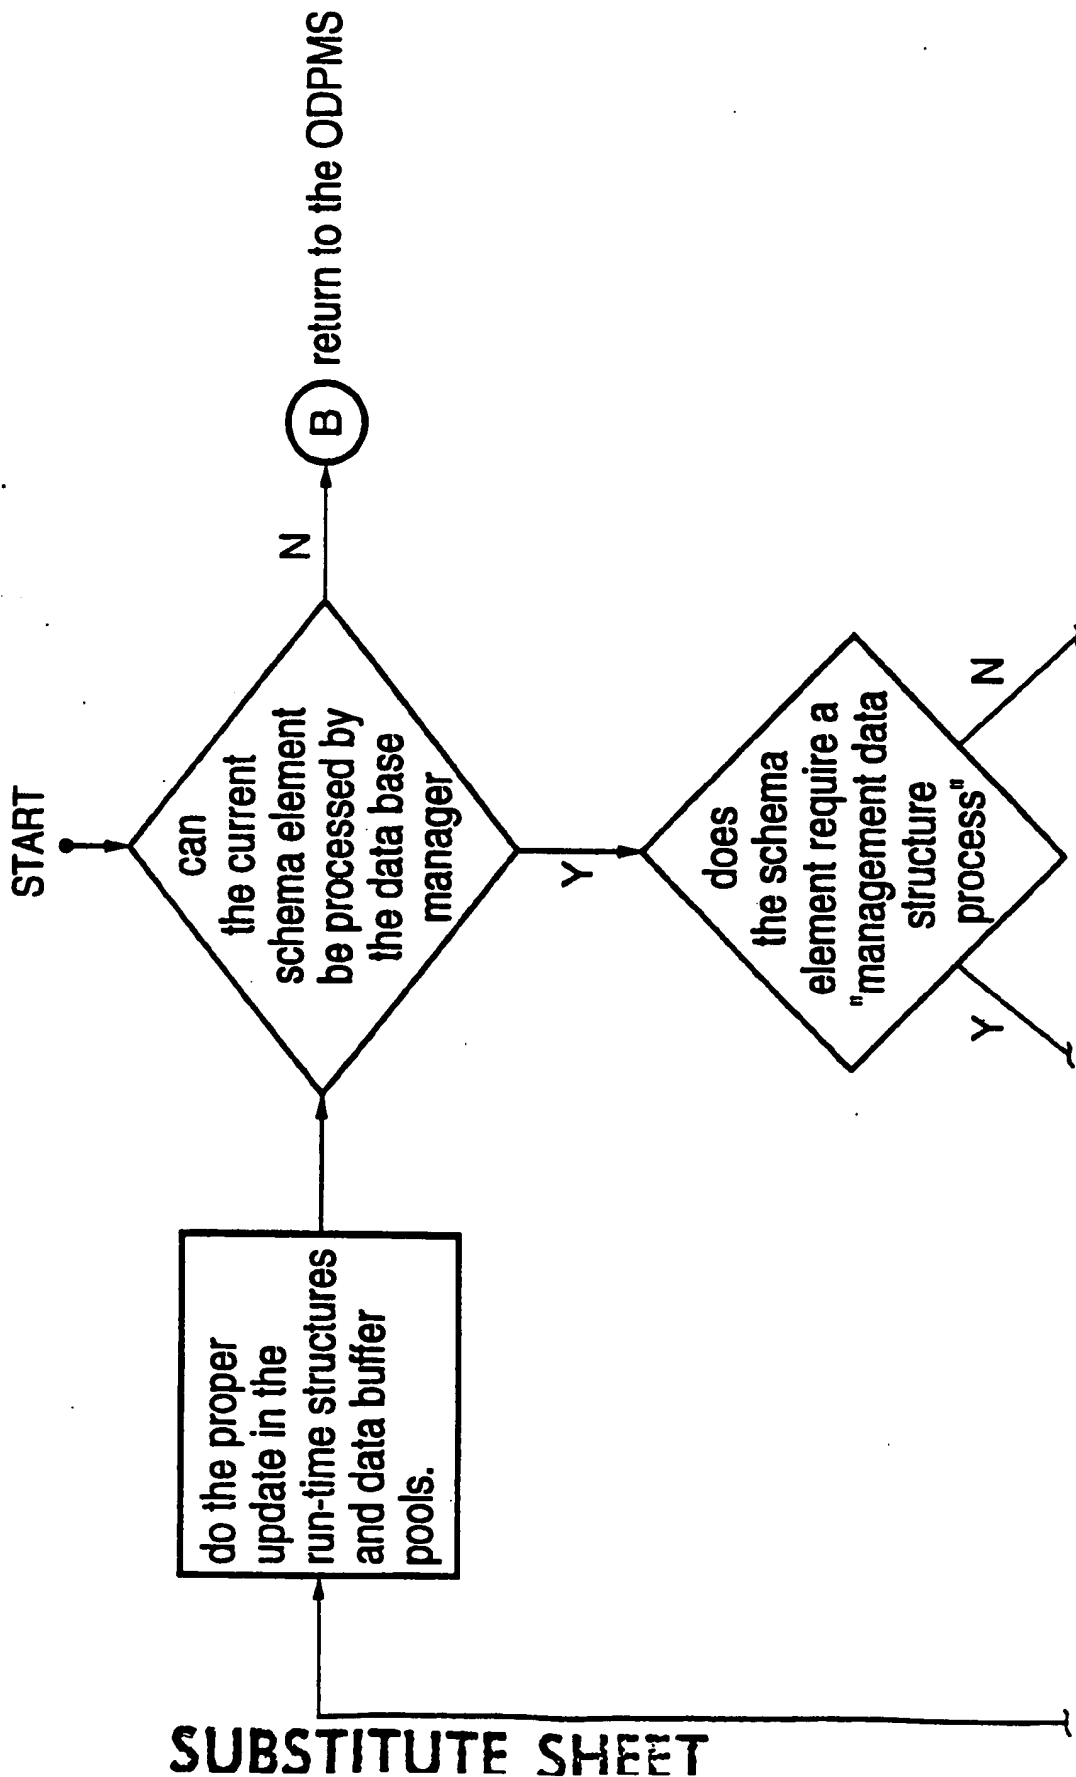 START
can
the current
schema element
be processed by
the data base
manager
N
B
return to the ODPMS
Y
do the proper
update in the
run-time structures
and data buffer
pools.
does
the schema
element require a
"management data
structure
process"
Y
N
SUBSTITUTE SHEET